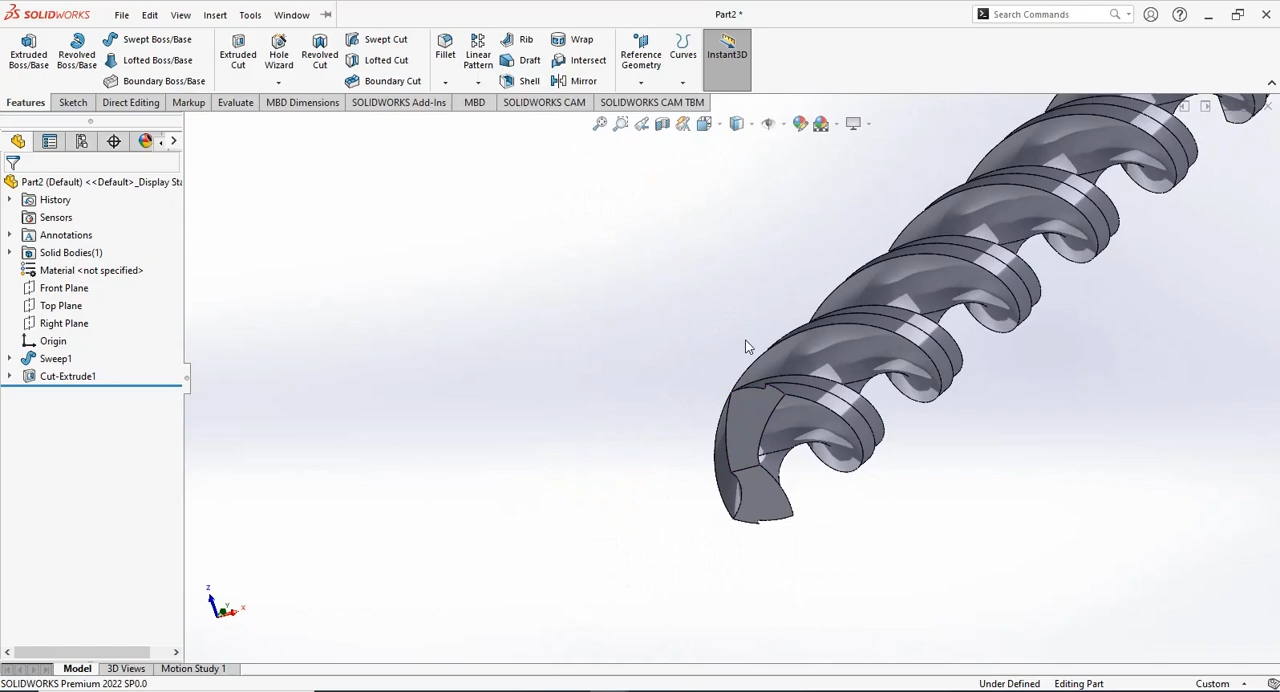 SOLIDWORKS File Edit View Insert Tools Window Part2 * Search Commands
Extruded Boss/Base
Revolved Boss/Base
Swept Boss/Base
Lofted Boss/Base
Boundary Boss/Base
Extruded Cut
Hole Wizard
Revolved Cut
Swept Cut
Lofted Cut
Boundary Cut
Fillet
Linear Pattern
Rib
Draft
Shell
Wrap
Intersect
Mirror
Reference Geometry
Curves
Instant3D
Features Sketch Direct Editing Markup Evaluate MBD Dimensions SOLIDWORKS Add-Ins MBD SOLIDWORKS CAM SOLIDWORKS CAM TBM
Part2 (Default) <<Default>_Display Sta
History
Sensors
Annotations
Solid Bodies(1)
Material <not specified>
Front Plane
Top Plane
Right Plane
Origin
Sweep1
Cut-Extrude1
Z
Y
X
Model 3D Views Motion Study 1
SOLIDWORKS Premium 2022 SP0.0 Under Defined Editing Part Custom